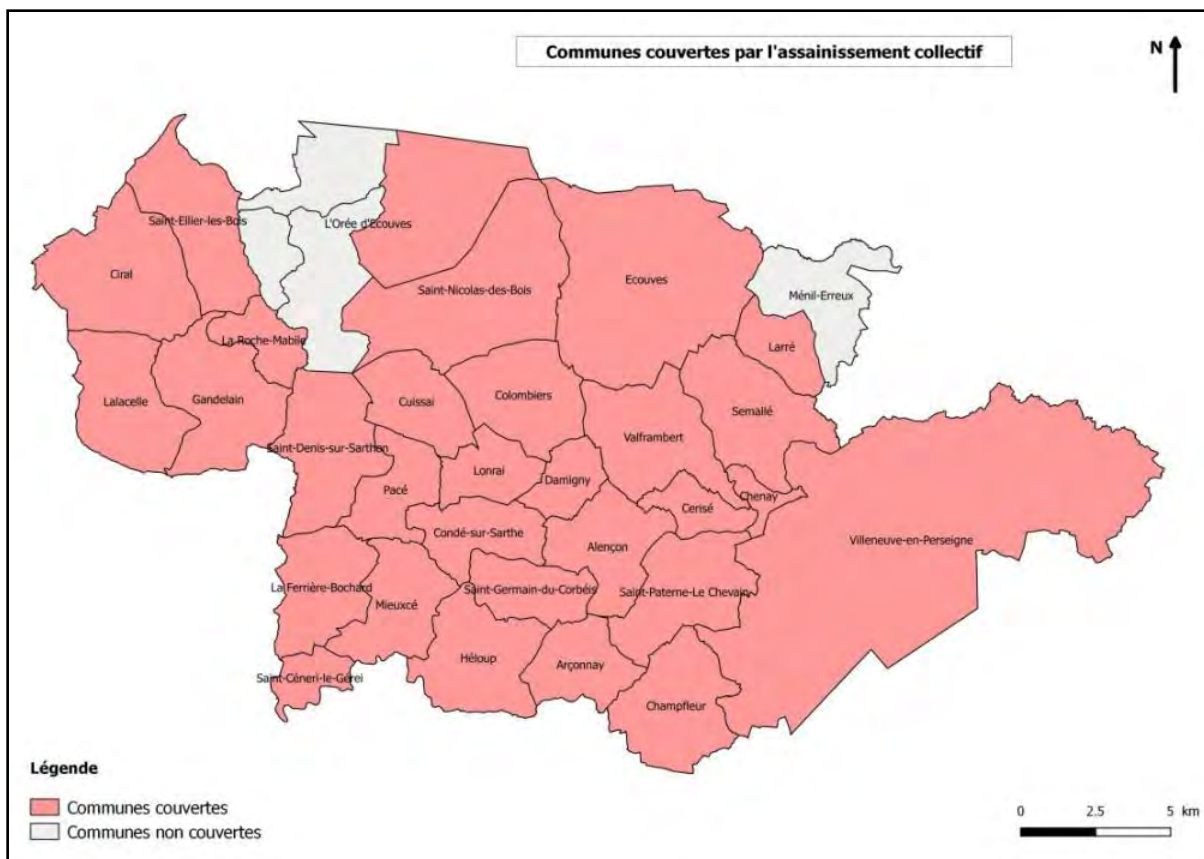 Communes couvertes par l'assainissement collectif
N
Saint-Ellier-les-Bois
L'Orée d'Ecouves
Ciral
Ecouves
Saint-Nicolas-des-Bois
Ménil-Erreux
La Roche-Mabile
Larré
Lalacelle
Gandelain
Cuissai
Colombiers
Semallé
Valframbert
Saint-Denis-sur-Sarthon
Lonrai
Damigny
Pacé
Chenay
Cerisé
Condé-sur-Sarthe
Alençon
Villeneuve-en-Perseigne
La Ferrière-Bochard
Saint-Germain-du-Corbéis
Saint-Paterne-Le Chevain
Mieuxcé
Héloup
Arçonnay
Saint-Céneri-le-Gérei
Champfleur
Légende
Communes couvertes
Communes non couvertes
0 2.5 5 km